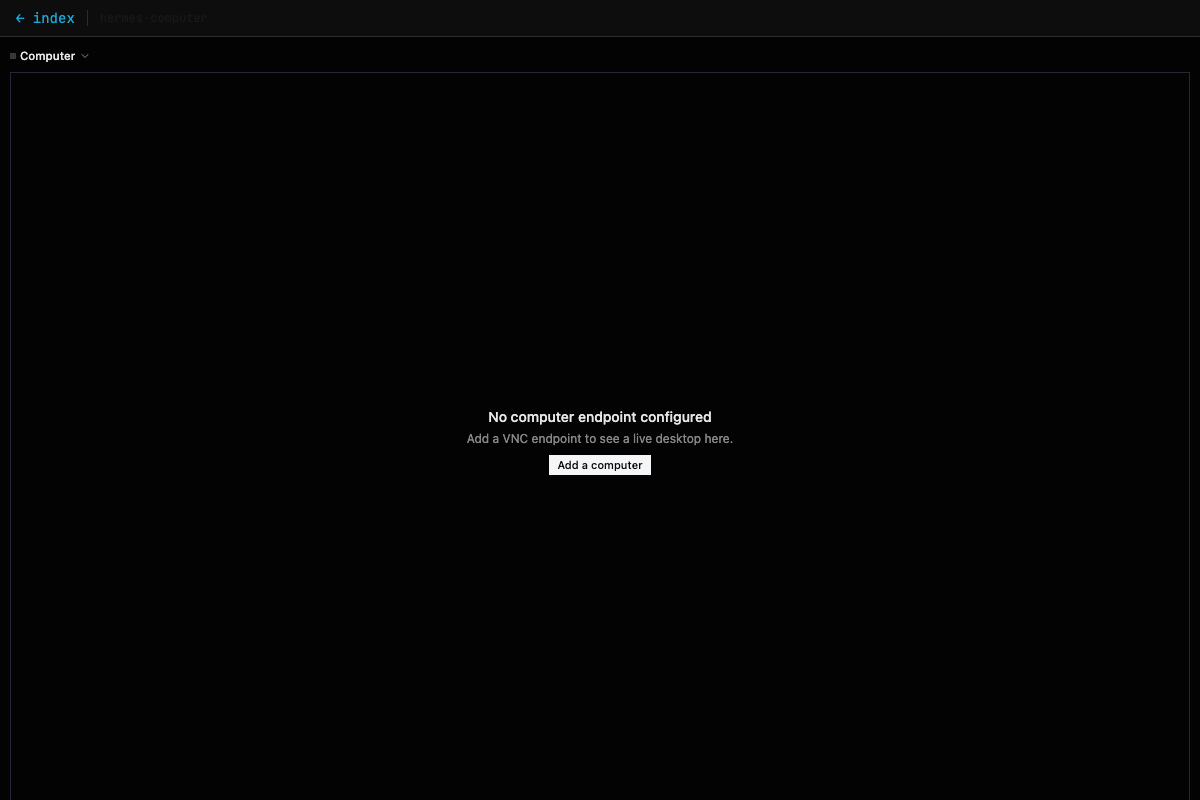 ← index
hermes-computer
Computer
No computer endpoint configured
Add a VNC endpoint to see a live desktop here.
Add a computer